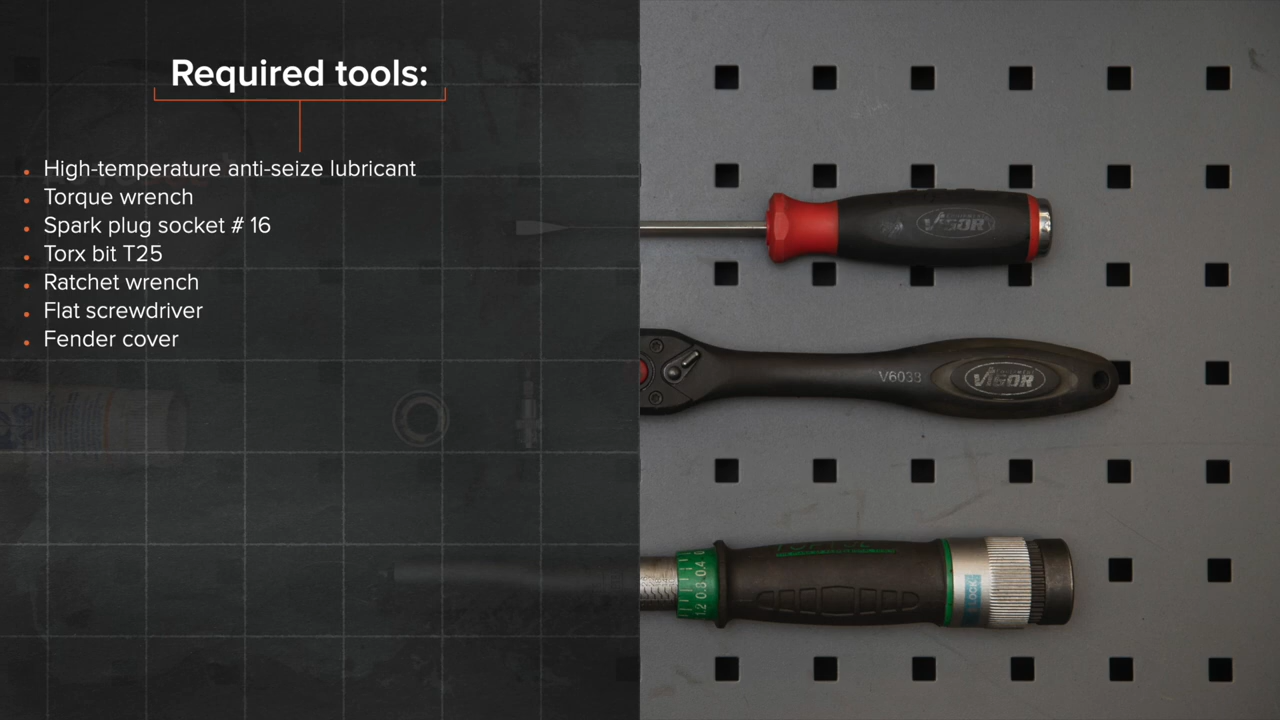 Required tools:
High-temperature anti-seize lubricant
Torque wrench
Spark plug socket # 16
Torx bit T25
Ratchet wrench
Flat screwdriver
Fender cover
VIGOR
V6033
VIGOR
LOCK